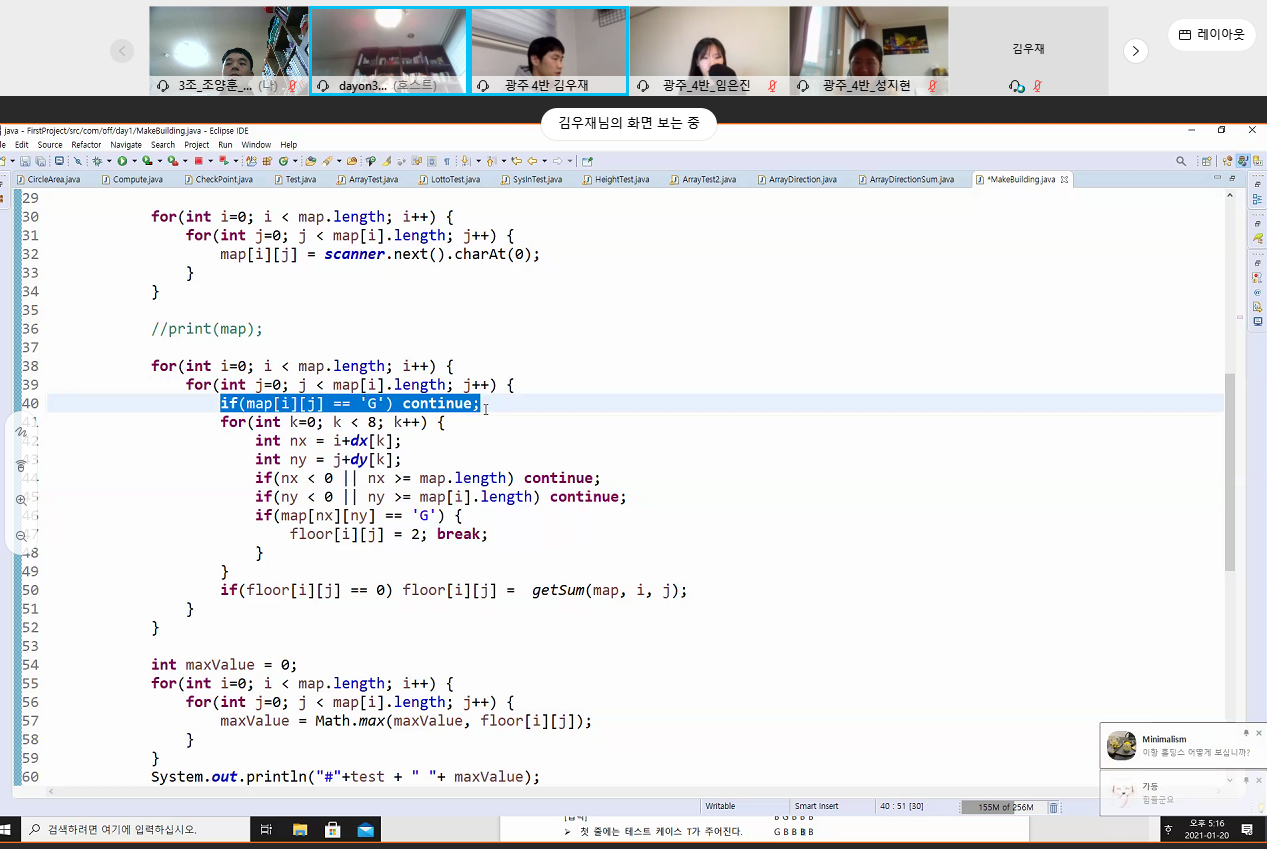 레이아웃
김우재
3조_조양훈_... (나)
dayon3... (호스트)
광주 4반 김우재
광주_4반_임은진
광주_4반_성지현
김우재님의 화면 보는 중
java - FirstProject/src/com/off/day1/MakeBuilding.java - Eclipse IDE
Edit Source Refactor Navigate Search Project Run Window Help
CircleArea.java Compute.java CheckPoint.java Test.java ArrayTest.java LottoTest.java SysInTest.java HeightTest.java ArrayTest2.java ArrayDirection.java ArrayDirectionSum.java *MakeBuilding.java
29
30 for(int i=0; i < map.length; i++) {
31 for(int j=0; j < map[i].length; j++) {
32 map[i][j] = scanner.next().charAt(0);
33 }
34 }
35
36 //print(map);
37
38 for(int i=0; i < map.length; i++) {
39 for(int j=0; j < map[i].length; j++) {
40 if(map[i][j] == 'G') continue;
41 for(int k=0; k < 8; k++) {
42 int nx = i+dx[k];
43 int ny = j+dy[k];
44 if(nx < 0 || nx >= map.length) continue;
45 if(ny < 0 || ny >= map[i].length) continue;
46 if(map[nx][ny] == 'G') {
47 floor[i][j] = 2; break;
48 }
49 }
50 if(floor[i][j] == 0) floor[i][j] = getSum(map, i, j);
51 }
52 }
53
54 int maxValue = 0;
55 for(int i=0; i < map.length; i++) {
56 for(int j=0; j < map[i].length; j++) {
57 maxValue = Math.max(maxValue, floor[i][j]);
58 }
59 }
60 System.out.println("#"+test + " "+ maxValue);
Minimalism
이항 홀딩스 어떻게 보십니까?
가등
힘들군요
Writable Smart Insert 40 : 51 [30] 155M of 256M
검색하려면 여기에 입력하십시오.
➢ 첫 줄에는 테스트 케이스 T가 주어진다. G B B B B
오후 5:16
2021-01-20